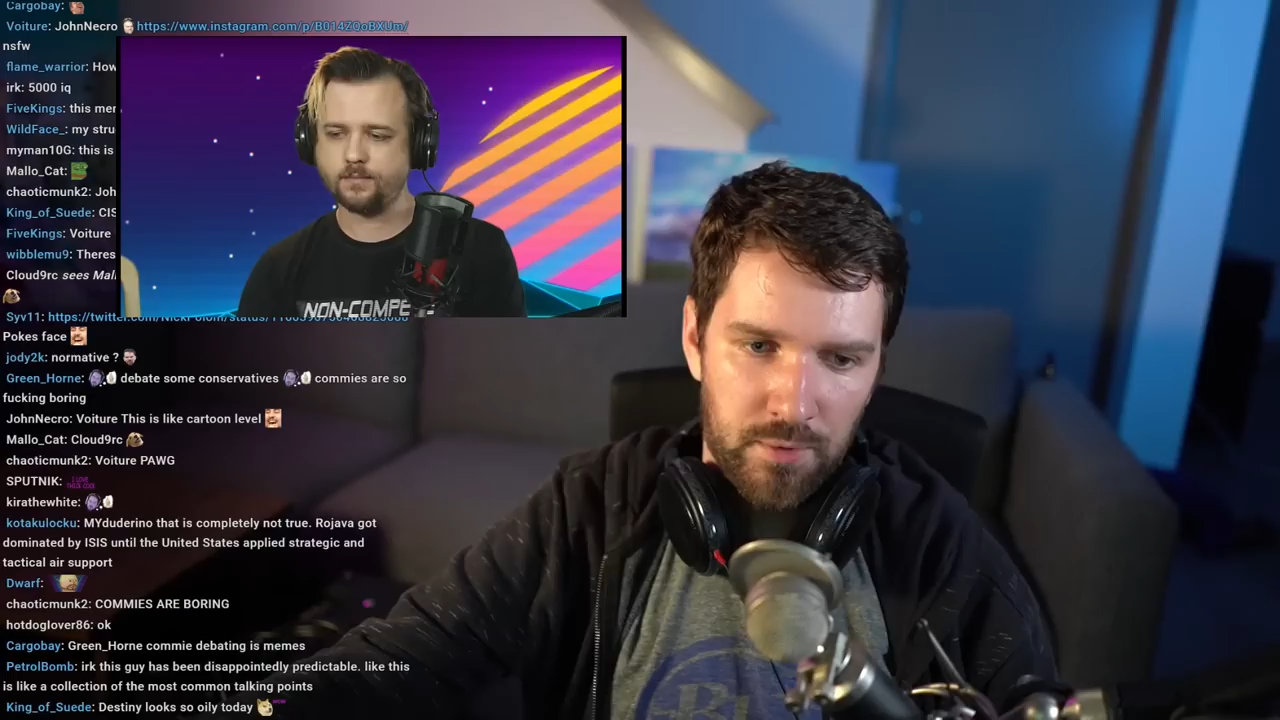 Cargobay:
Voiture: JohnNecro https://www.instagram.com/p/B014ZQoBXUm/
nsfw
flame_warrior: How
irk: 5000 iq
FiveKings: this
WildFace_: my
myman10G: this is
Mallo_Cat:
chaoticmunk2:
King_of_Suede:
FiveKings: Voiture
wibblemu9:
Cloud9rc sees
NON-COMPE
Syv11:
Pokes face
jody2k: normative ?
Green_Horne: debate some conservatives commies are so
fucking boring
JohnNecro: Voiture This is like cartoon level
Mallo_Cat: Cloud9rc
chaoticmunk2: Voiture PAWG
SPUTNIK:
kirathewhite:
kotakulocku: MYduderino that is completely not true. Rojava got
dominated by ISIS until the United States applied strategic and
tactical air support
Dwarf:
chaoticmunk2: COMMIES ARE BORING
hotdoglover86: ok
Cargobay: Green_Horne commie debating is memes
PetrolBomb: irk this guy has been disappointedly predictable. like this
is like a collection of the most common talking points
King_of_Suede: Destiny looks so oily today